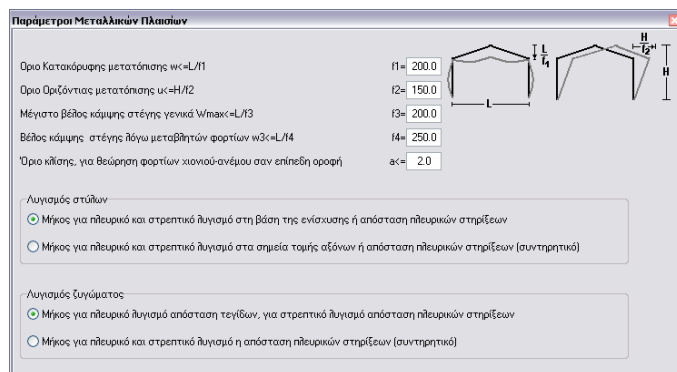 Παράμετροι Μεταλλικών Πλαισίων
Οριο Κατακόρυφης μετατόπισης w<=L/f1 f1= 200.0
Οριο Οριζόντιας μετατόπισης u<=H/f2 f2= 150.0
Μέγιστο βέλος κάμψης στέγης γενικά Wmax<=L/f3 f3= 200.0
Βέλος κάμψης στέγης λόγω μεταβλητών φορτίων w3<=L/f4 f4= 250.0
Όριο κλίσης, για θεώρηση φορτίων χιονιού-ανέμου σαν επίπεδη οροφή a<= 2.0
L
f1
L
H
f2
H
Λυγισμός στύλων
Μήκος για πλευρικό και στρεπτικό λυγισμό στη βάση της ενίσχυσης ή απόσταση πλευρικών στηρίξεων
Μήκος για πλευρικό και στρεπτικό λυγισμό στα σημεία τομής αξόνων ή απόσταση πλευρικών στηρίξεων (συντηρητικό)
Λυγισμός ζυγώματος
Μήκος για πλευρικό λυγισμό απόσταση τεγίδων, για στρεπτικό λυγισμό απόσταση πλευρικών στηρίξεων
Μήκος για πλευρικό και στρεπτικό λυγισμό η απόσταση πλευρικών στηρίξεων (συντηρητικό)